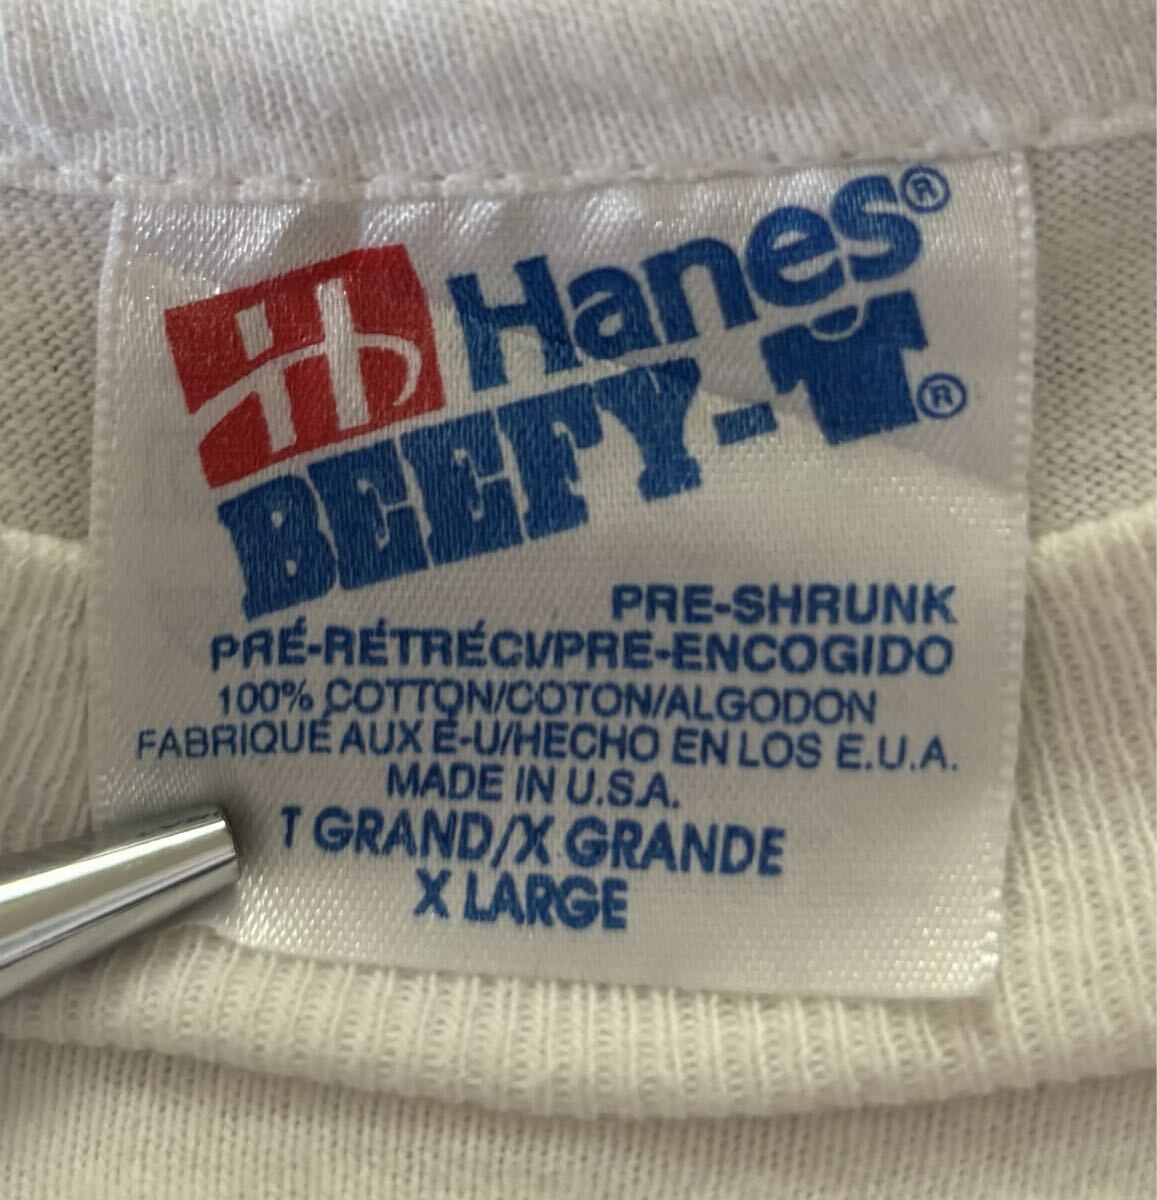 Hanes®
BEEFY-T®
PRE-SHRUNK
PRÉ-RÉTRÉCI/PRE-ENCOGIDO
100% COTTON/COTON/ALGODON
FABRIQUÉ AUX É-U/HECHO EN LOS E.U.A.
MADE IN U.S.A.
T GRAND/X GRANDE
X LARGE